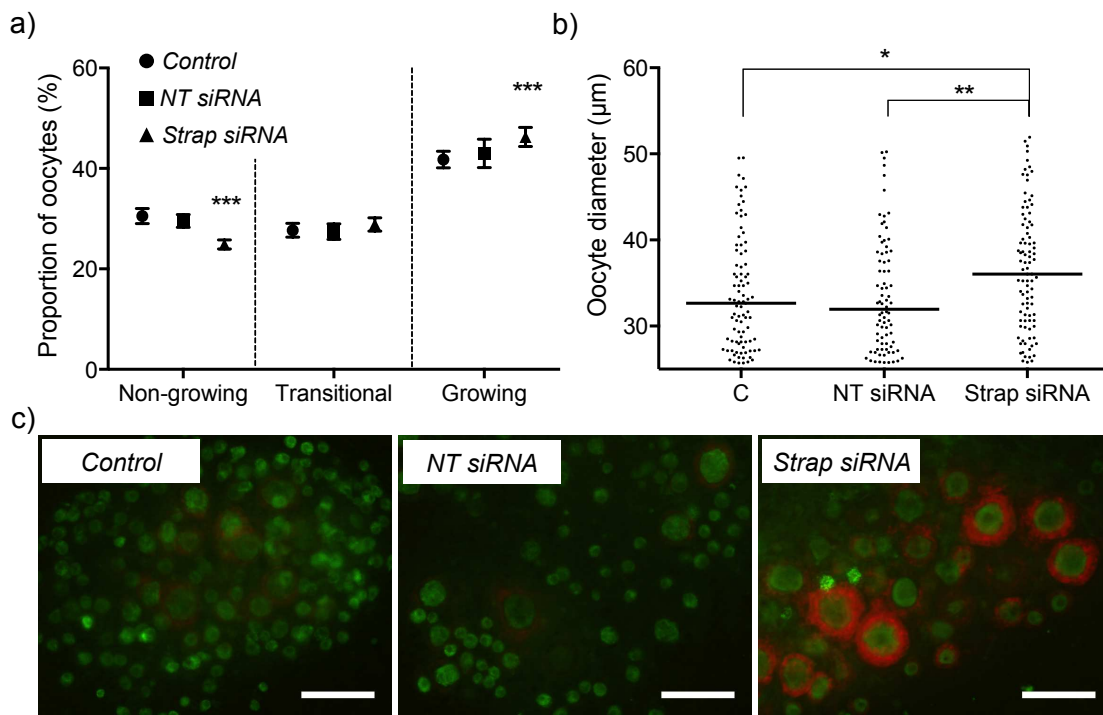 a)
Control
NT siRNA
Strap siRNA
Proportion of oocytes (%)
60
40
20
0
***
***
Non-growing
Transitional
Growing
b)
Oocyte diameter (μm)
60
50
40
30
*
**
C
NT siRNA
Strap siRNA
c)
Control
NT siRNA
Strap siRNA